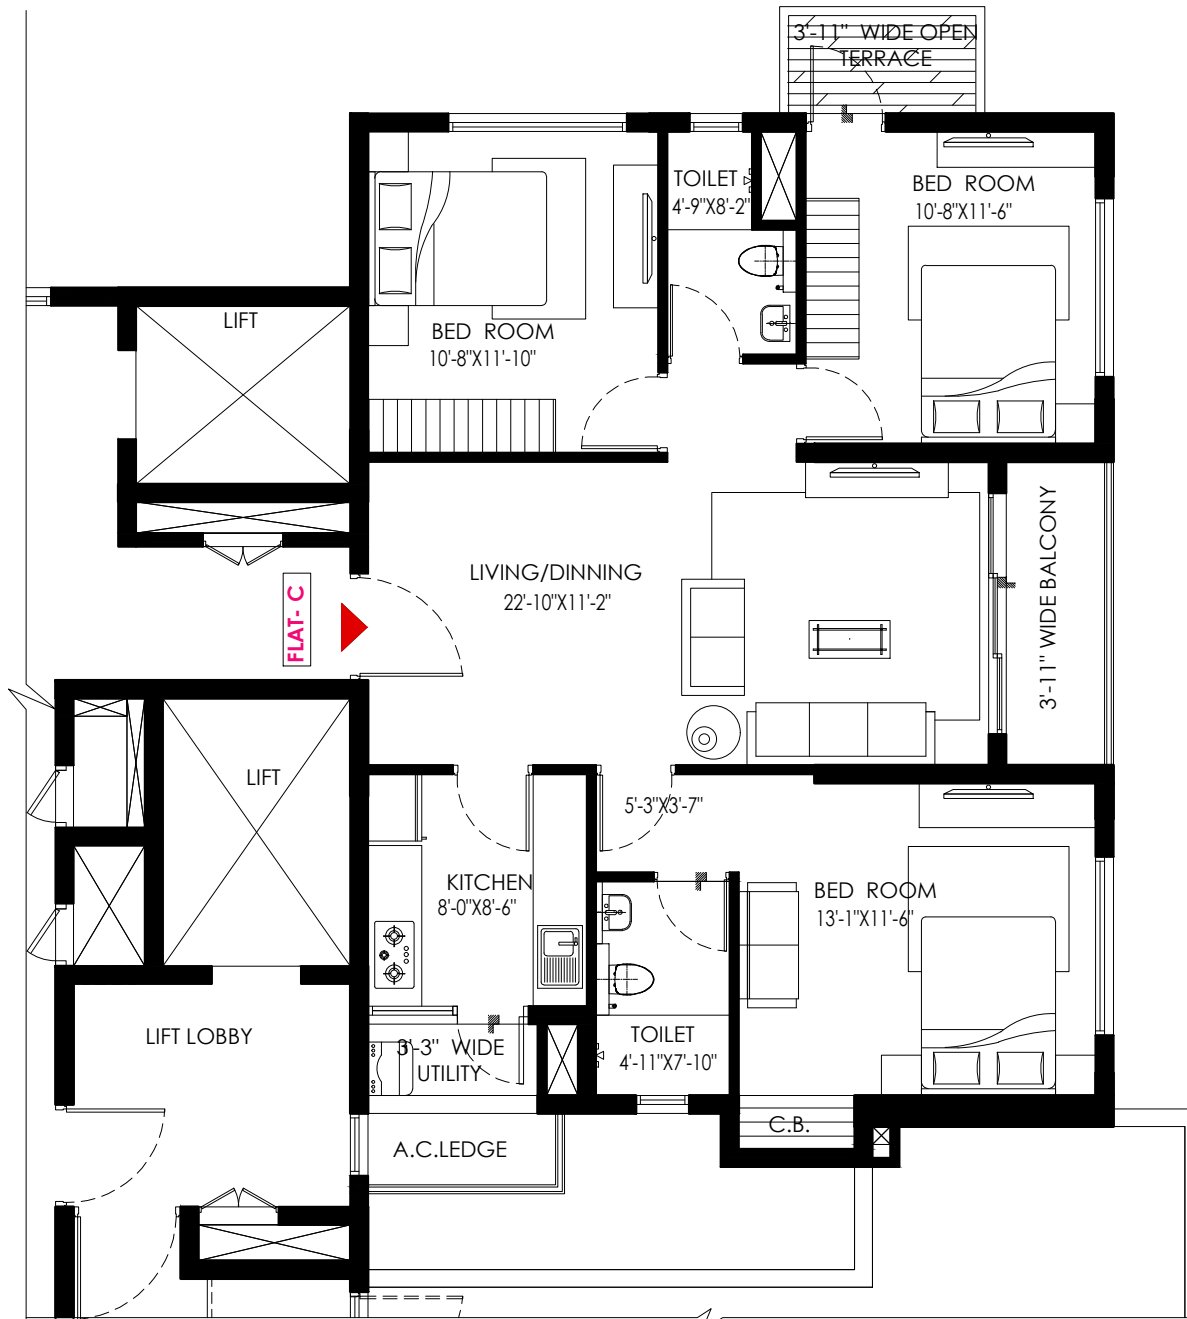 3'-11" WIDE OPEN
TERRACE
TOILET
4'-9"X8'-2"
BED ROOM
10'-8"X11'-6"
LIFT
BED ROOM
10'-8"X11'-10"
LIVING/DINNING
22'-10"X11'-2"
3'-11" WIDE BALCONY
FLAT- C
LIFT
5'-3"X3'-7"
KITCHEN
8'-0"X8'-6"
BED ROOM
13'-1"X11'-6"
LIFT LOBBY
3'-3" WIDE
UTILITY
TOILET
4'-11"X7'-10"
C.B.
A.C.LEDGE